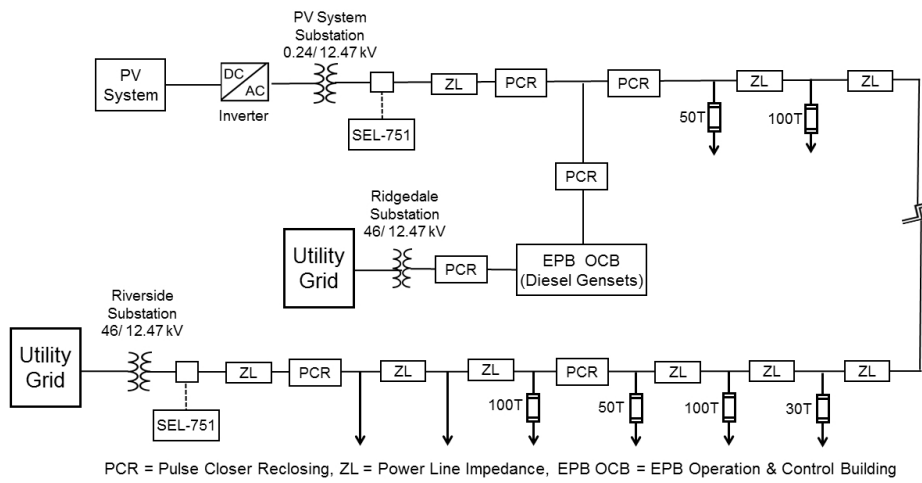 PV System
Substation
0.24/ 12.47 kV
PV
System
DC
AC
Inverter
SEL-751
ZL
PCR
PCR
50T
ZL
100T
ZL
PCR
Ridgedale
Substation
46/ 12.47 kV
Utility
Grid
PCR
EPB OCB
(Diesel Gensets)
Riverside
Substation
46/ 12.47 kV
Utility
Grid
SEL-751
ZL
PCR
ZL
ZL
100T
PCR
50T
ZL
100T
ZL
30T
ZL
PCR = Pulse Closer Reclosing, ZL = Power Line Impedance, EPB OCB = EPB Operation & Control Building